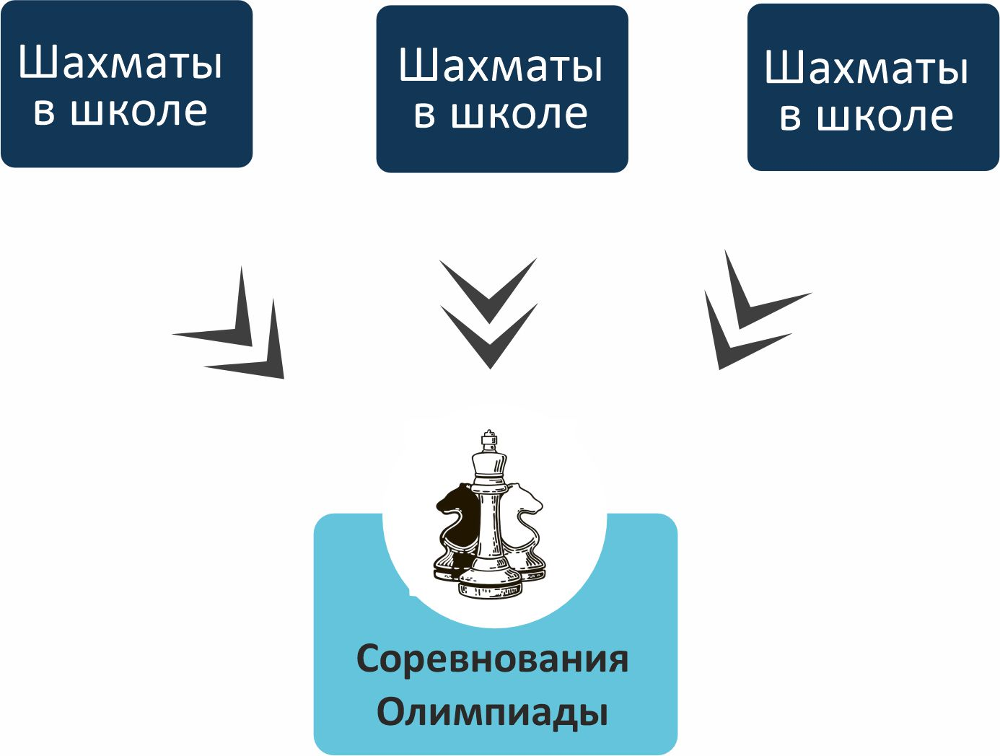 Шахматы
в школе
Шахматы
в школе
Шахматы
в школе
Соревнования
Олимпиады